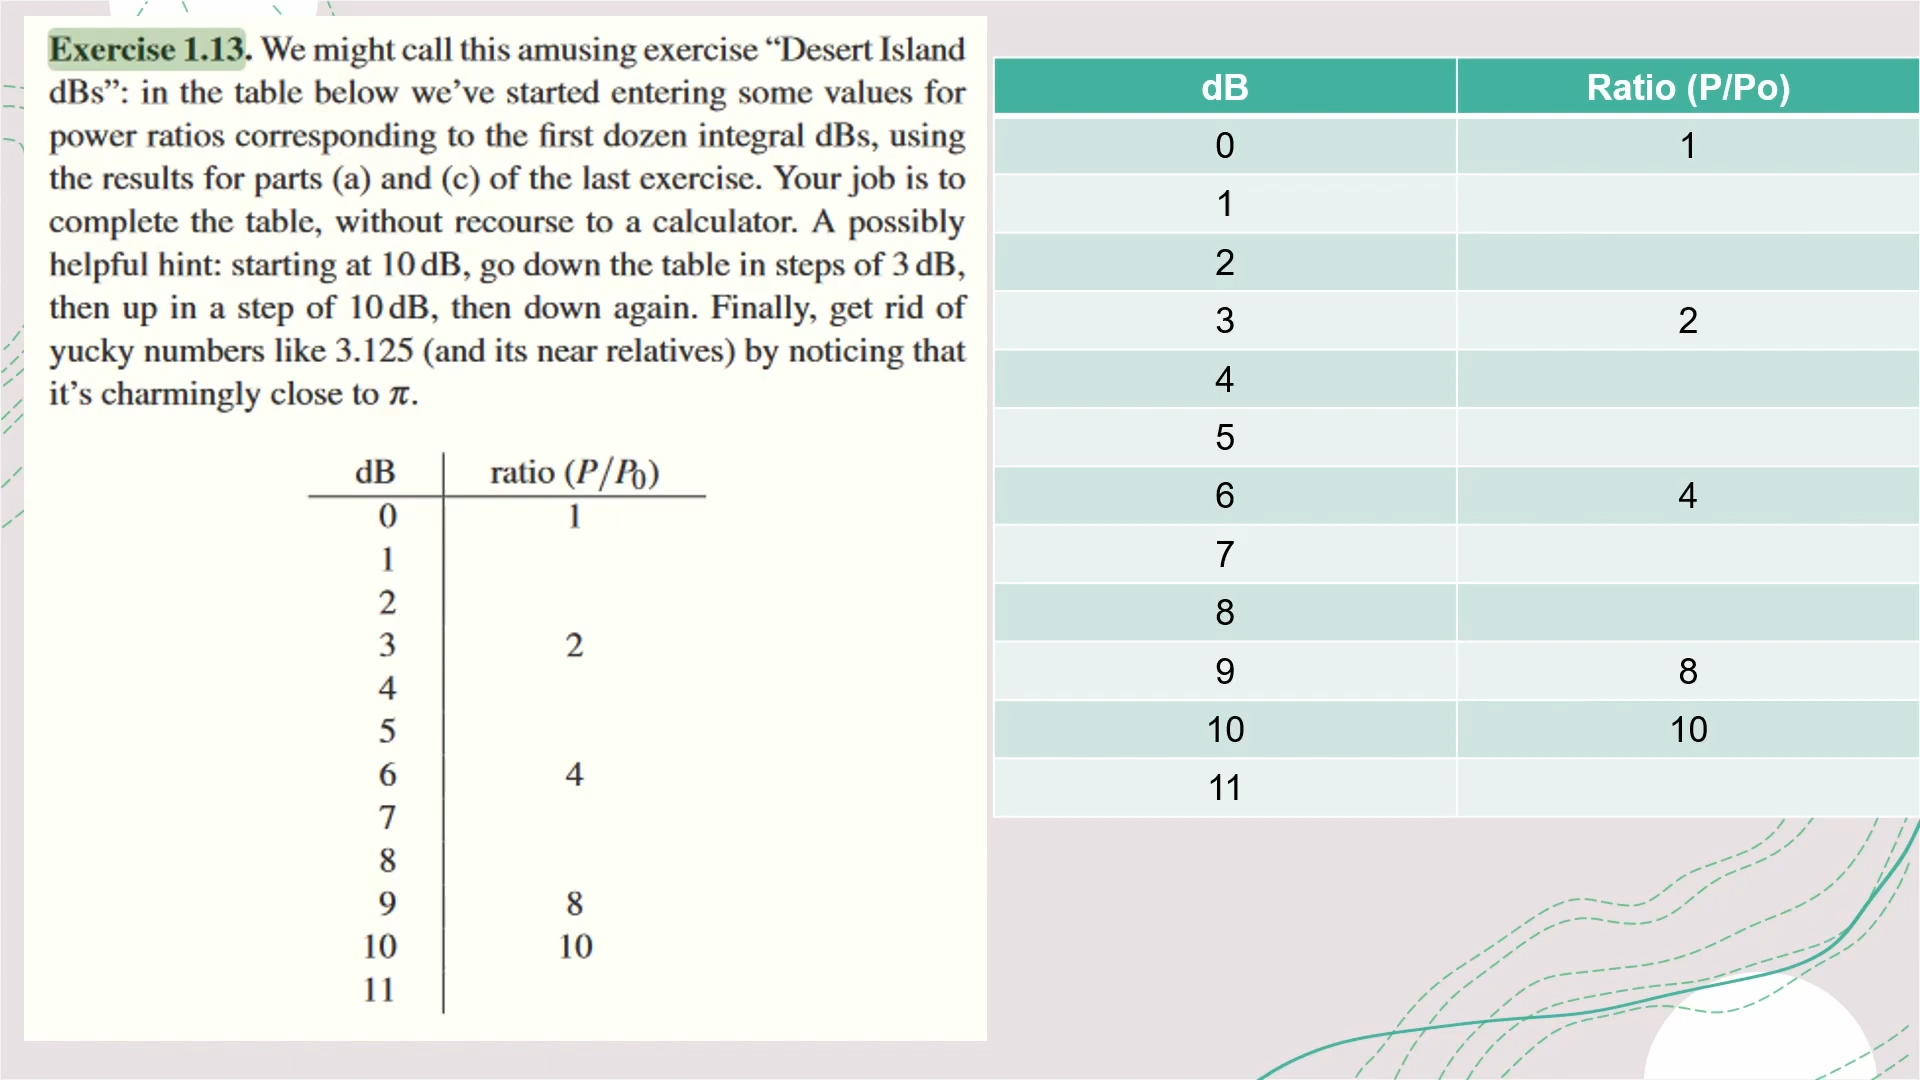 Exercise 1.13. We might call this amusing exercise “Desert Island
dBs”: in the table below we’ve started entering some values for
power ratios corresponding to the first dozen integral dBs, using
the results for parts (a) and (c) of the last exercise. Your job is to
complete the table, without recourse to a calculator. A possibly
helpful hint: starting at 10 dB, go down the table in steps of 3 dB,
then up in a step of 10 dB, then down again. Finally, get rid of
yucky numbers like 3.125 (and its near relatives) by noticing that
it’s charmingly close to π.
dB ratio (P/P₀)
0 1
1
2
3 2
4
5
6 4
7
8
9 8
10 10
11
dB Ratio (P/Po)
0 1
1
2
3 2
4
5
6 4
7
8
9 8
10 10
11